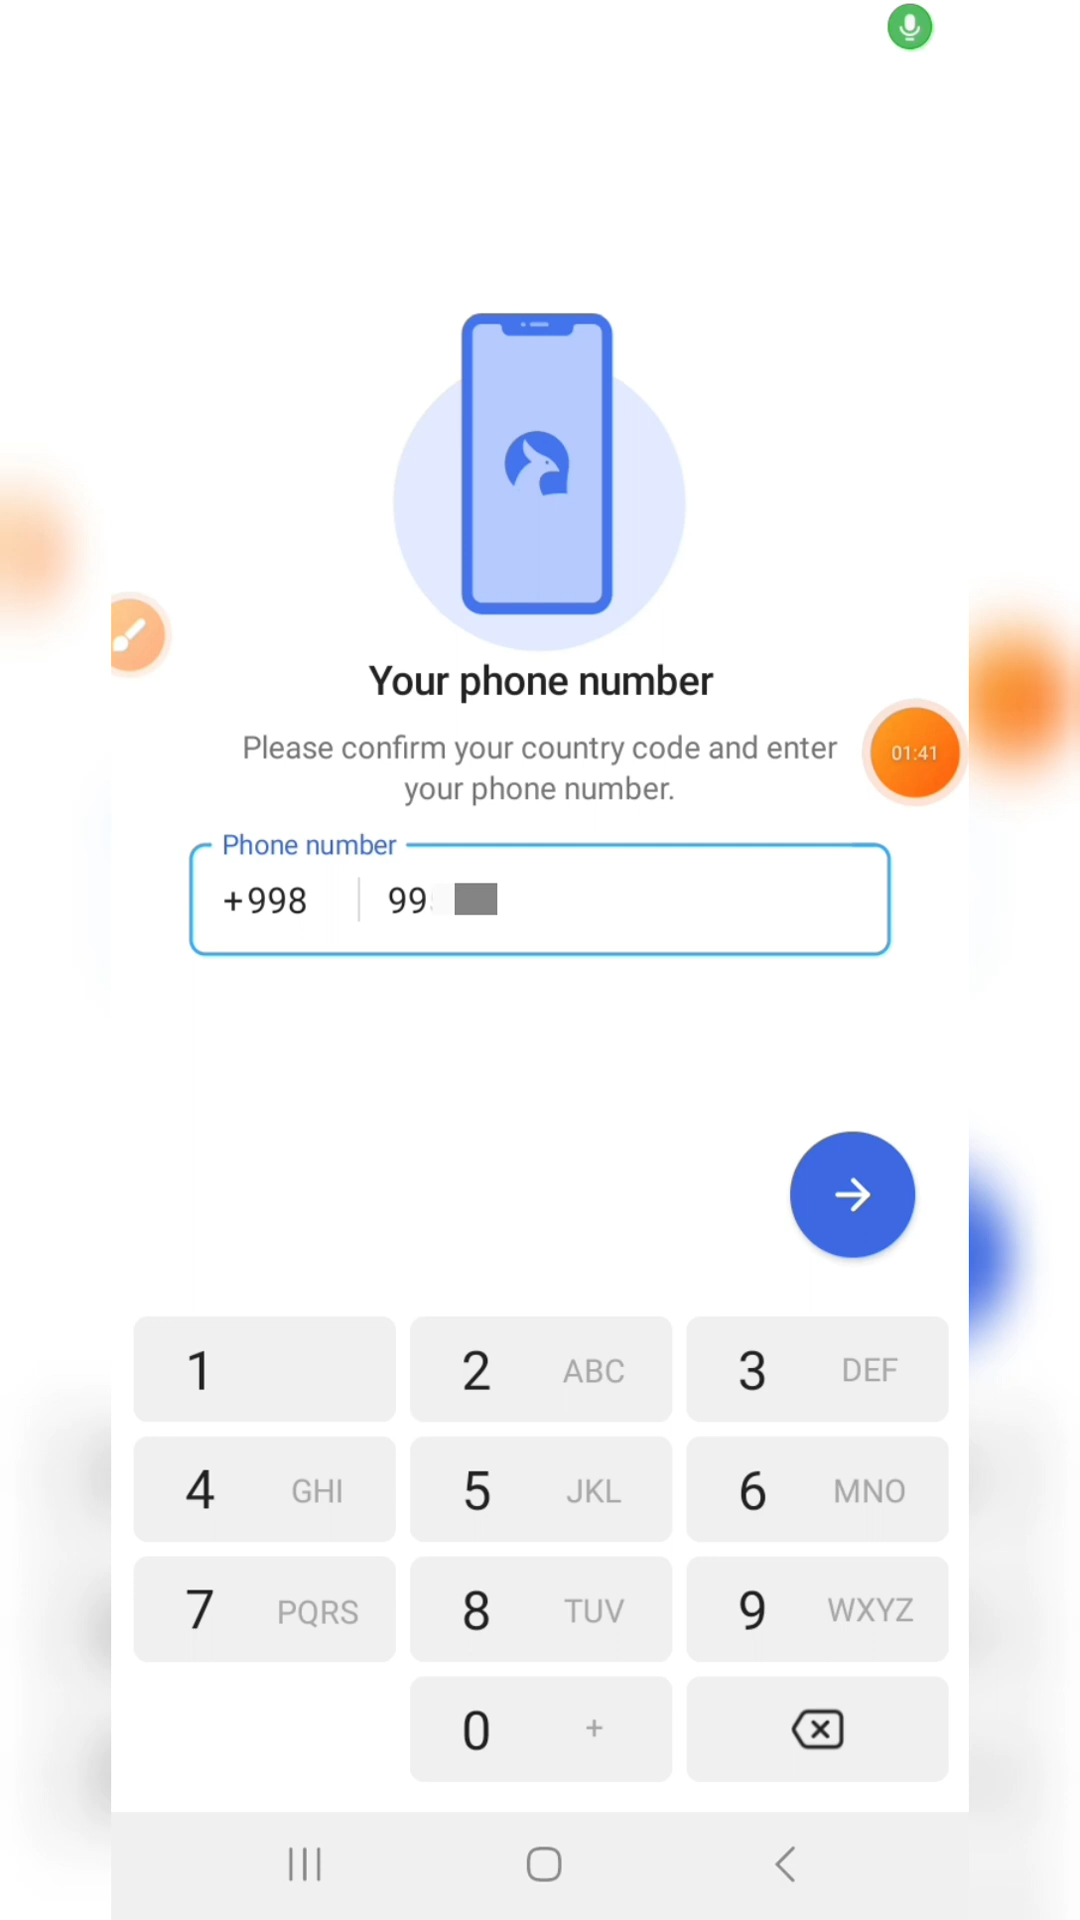 Your phone number
Please confirm your country code and enter
your phone number.
01:41
Phone number
+998 99
1
2 ABC
3 DEF
4 GHI
5 JKL
6 MNO
7 PQRS
8 TUV
9 WXYZ
0 +